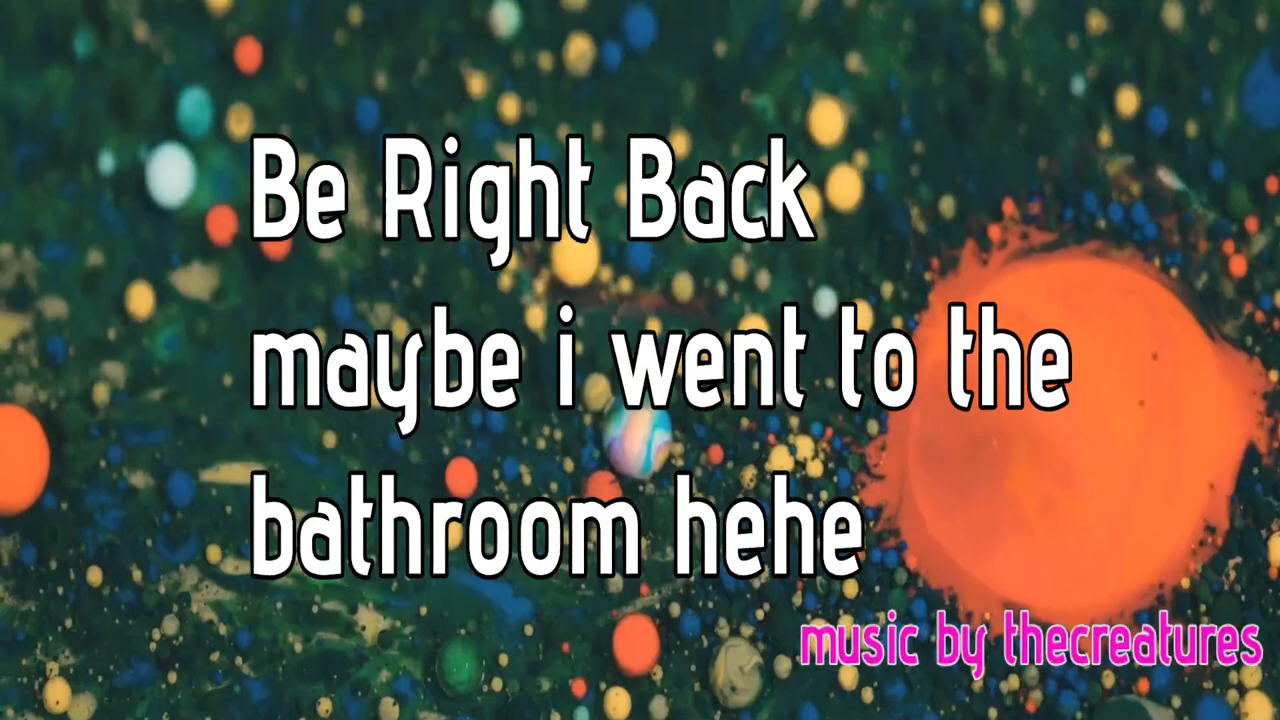 Be Right Back
maybe i went to the
bathroom hehe
music by thecreatures